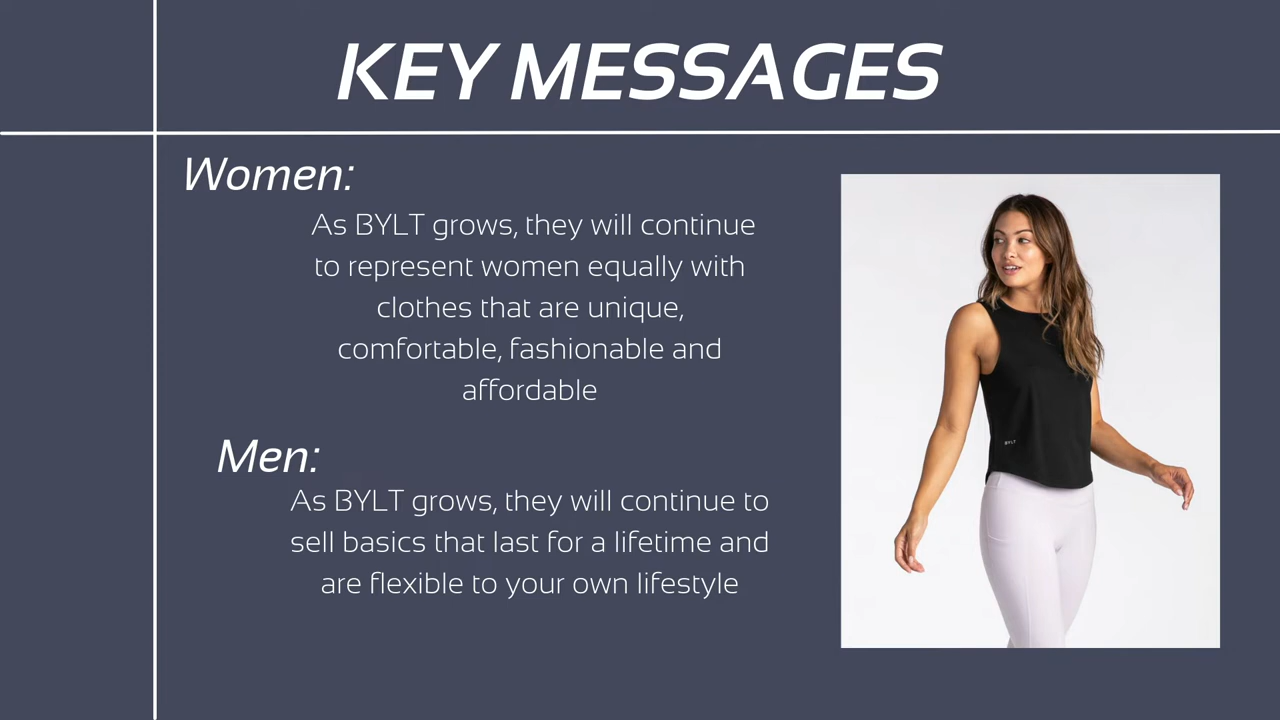 KEY MESSAGES
Women:
As BYLT grows, they will continue
to represent women equally with
clothes that are unique,
comfortable, fashionable and
affordable
Men:
As BYLT grows, they will continue to
sell basics that last for a lifetime and
are flexible to your own lifestyle
BYLT